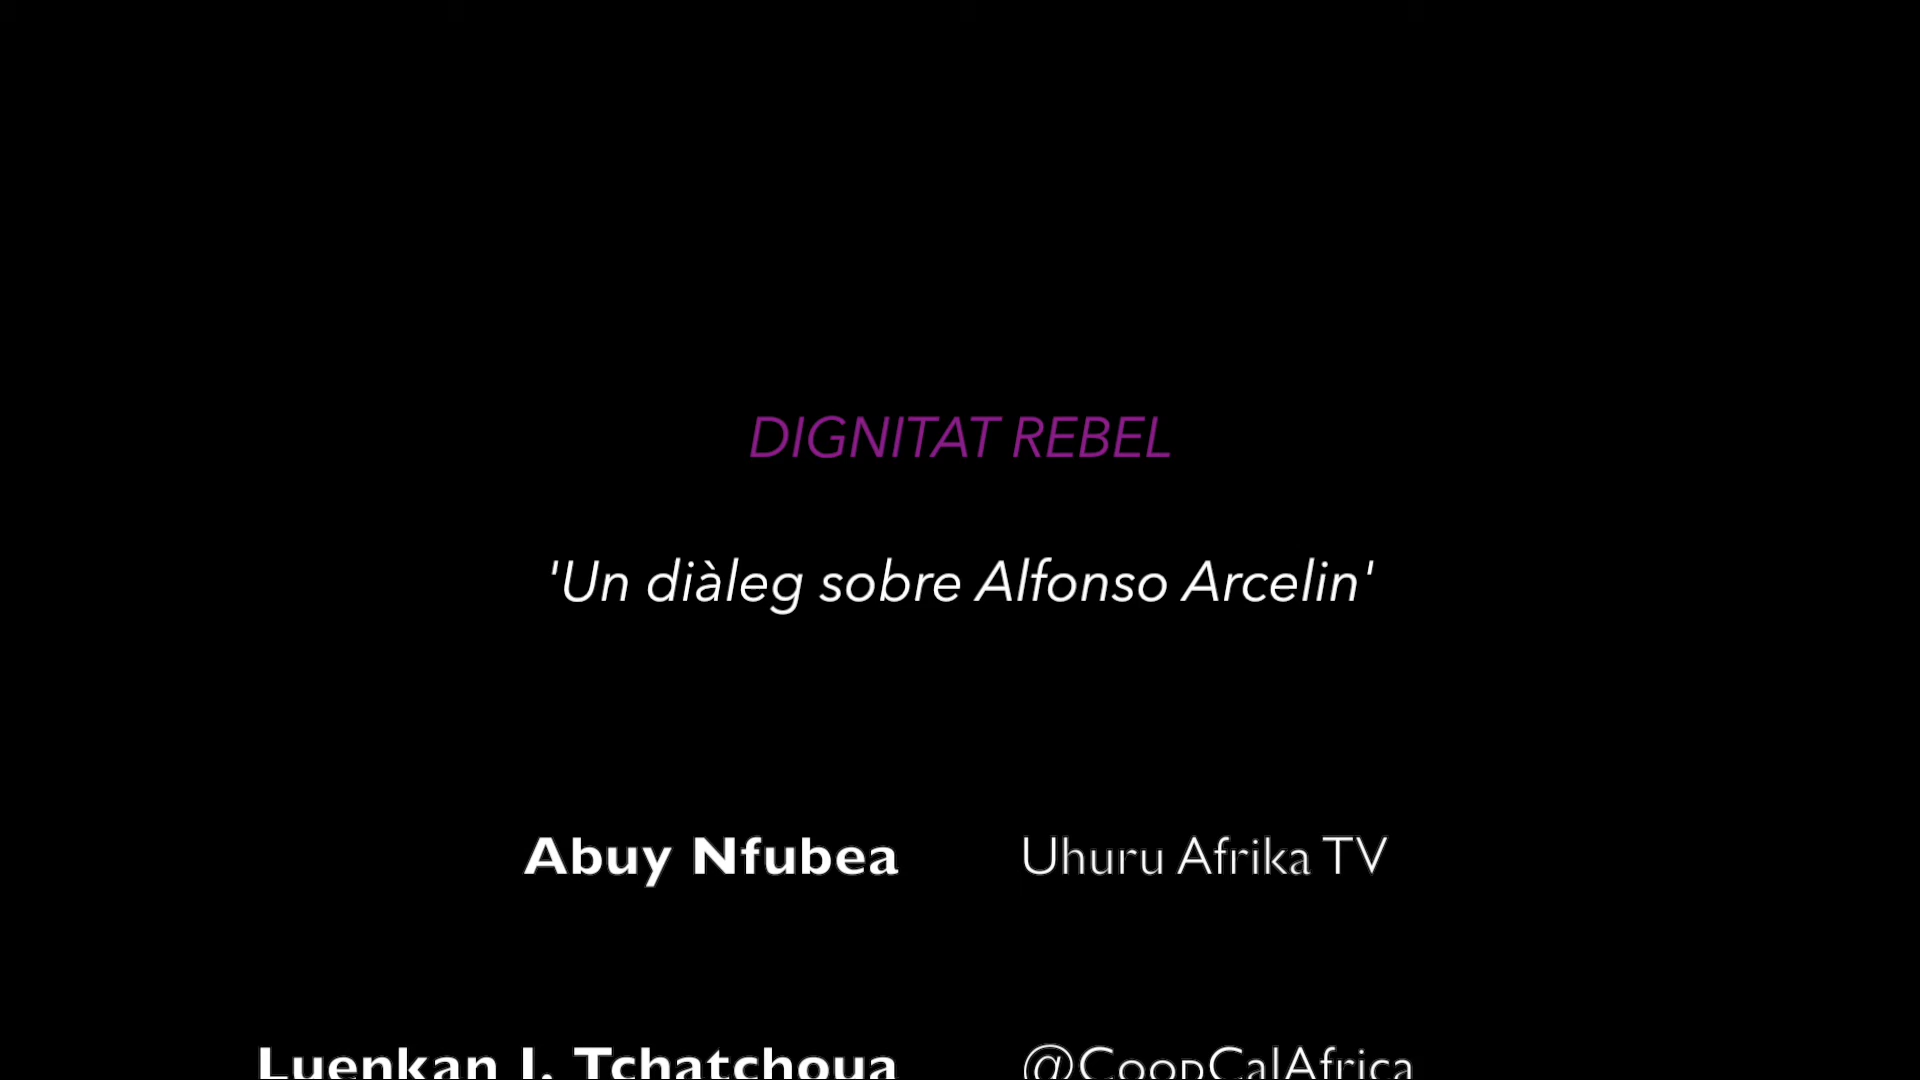 DIGNITAT REBEL
'Un diàleg sobre Alfonso Arcelin'
Abuy Nfubea Uhuru Afrika TV
Luenkan J. Tchatchoua @CoopCalAfrica